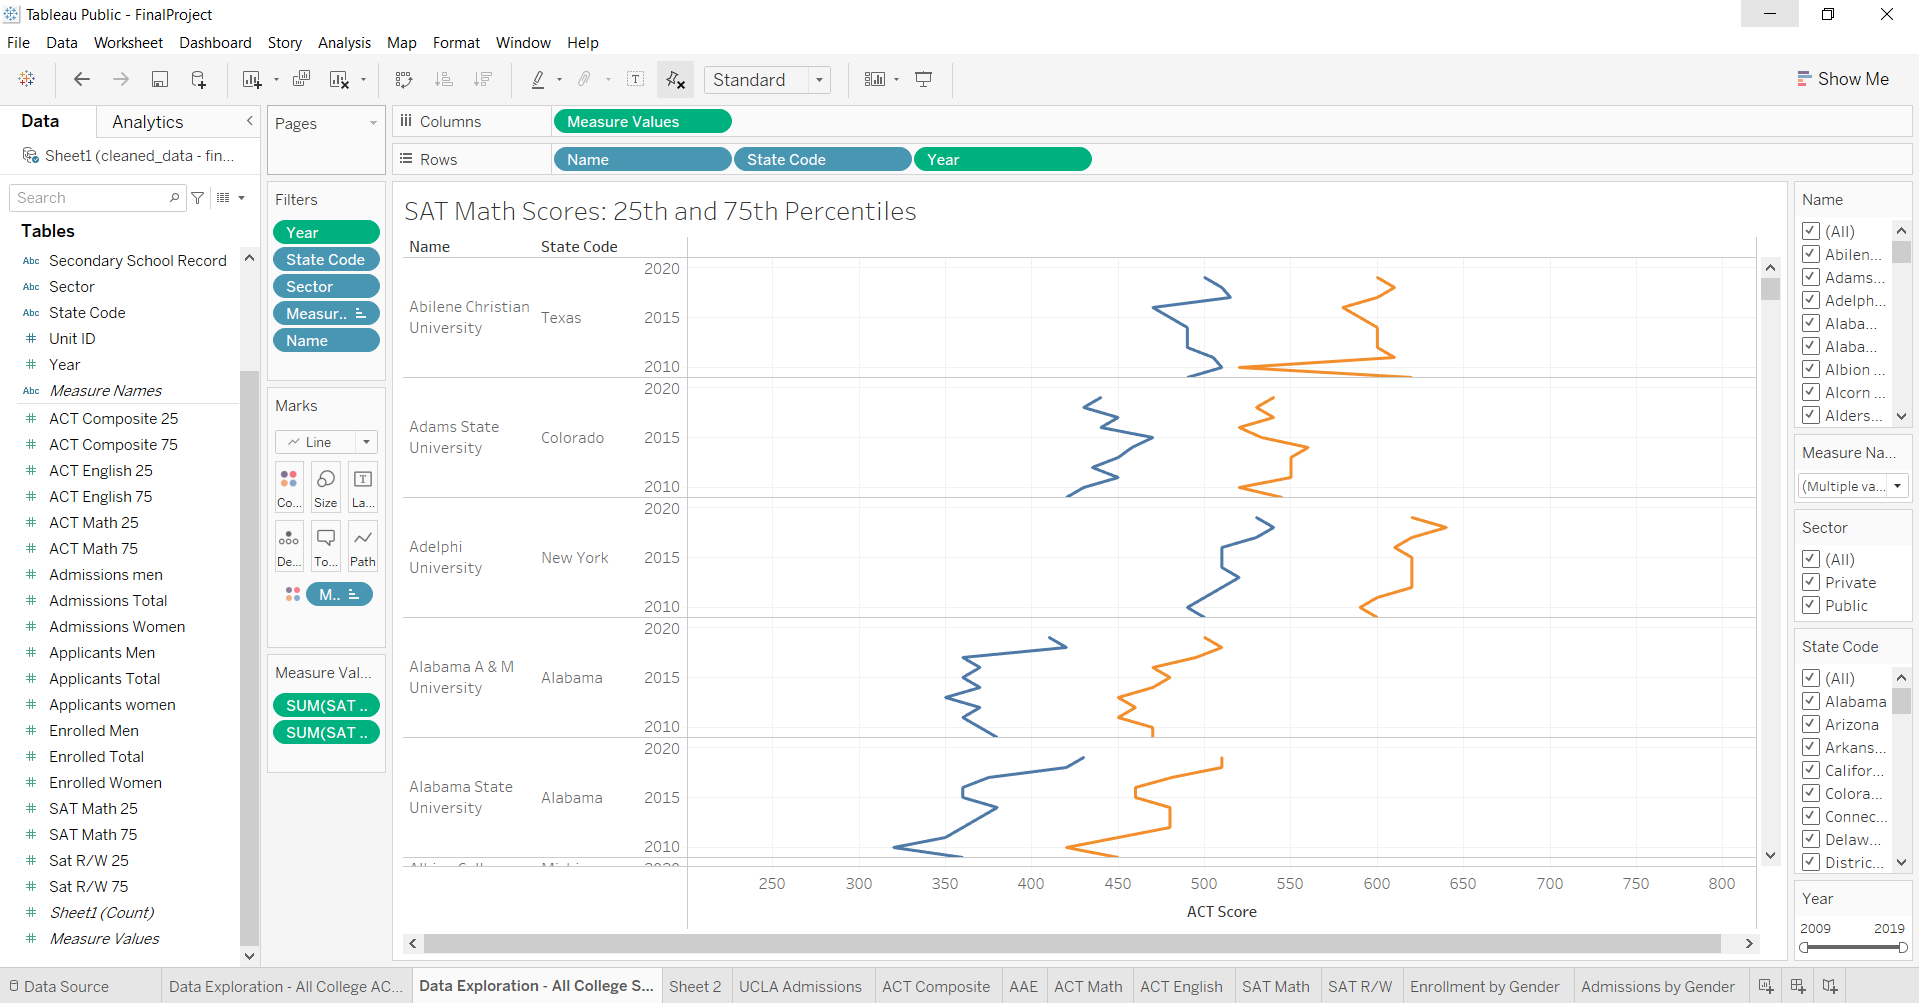 Tableau Public - FinalProject
File Data Worksheet Dashboard Story Analysis Map Format Window Help
Standard
Show Me
Data Analytics
Sheet1 (cleaned_data - fin...
Search
Tables
Secondary School Record
Sector
State Code
Unit ID
Year
Measure Names
ACT Composite 25
ACT Composite 75
ACT English 25
ACT English 75
ACT Math 25
ACT Math 75
Admissions men
Admissions Total
Admissions Women
Applicants Men
Applicants Total
Applicants women
Enrolled Men
Enrolled Total
Enrolled Women
SAT Math 25
SAT Math 75
Sat R/W 25
Sat R/W 75
Sheet1 (Count)
Measure Values
Pages
Filters
Year
State Code
Sector
Measur..
Name
Marks
Line
Co... Size La...
De... To... Path
M..
Measure Val...
SUM(SAT ..
SUM(SAT ..
Columns Measure Values
Rows Name State Code Year
SAT Math Scores: 25th and 75th Percentiles
Name State Code
2020
Abilene Christian University Texas 2015
2010
2020
Adams State University Colorado 2015
2010
2020
Adelphi University New York 2015
2010
2020
Alabama A & M University Alabama 2015
2010
2020
Alabama State University Alabama 2015
2010
250 300 350 400 450 500 550 600 650 700 750 800
ACT Score
Name
(All)
Abilen...
Adams...
Adelph...
Alaba...
Alaba...
Albion ...
Alcorn ...
Alders...
Measure Na...
(Multiple va...
Sector
(All)
Private
Public
State Code
(All)
Alabama
Arizona
Arkans...
Califor...
Colora...
Connec...
Delaw...
Distric...
Year
2009 2019
Data Source Data Exploration - All College AC... Data Exploration - All College S... Sheet 2 UCLA Admissions ACT Composite AAE ACT Math ACT English SAT Math SAT R/W Enrollment by Gender Admissions by Gender